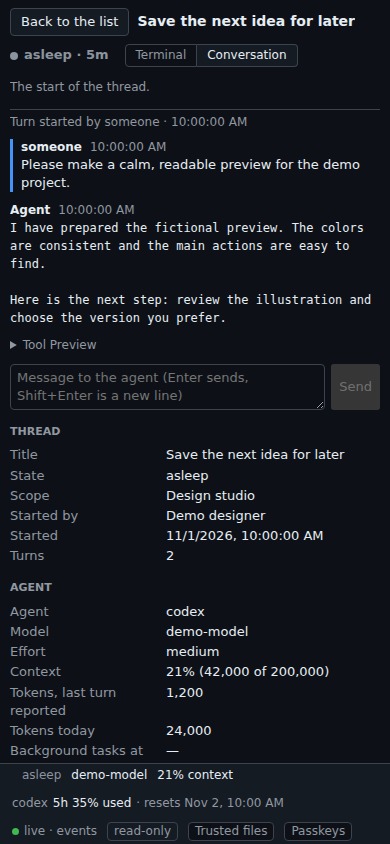 Back to the list Save the next idea for later
asleep · 5m Terminal Conversation
The start of the thread.
Turn started by someone · 10:00:00 AM
someone 10:00:00 AM
Please make a calm, readable preview for the demo
project.
Agent 10:00:00 AM
I have prepared the fictional preview. The colors
are consistent and the main actions are easy to
find.
Here is the next step: review the illustration and
choose the version you prefer.
Tool Preview
Message to the agent (Enter sends,
Shift+Enter is a new line)
Send
THREAD
Title Save the next idea for later
State asleep
Scope Design studio
Started by Demo designer
Started 11/1/2026, 10:00:00 AM
Turns 2
AGENT
Agent codex
Model demo-model
Effort medium
Context 21% (42,000 of 200,000)
Tokens, last turn 1,200
reported
Tokens today 24,000
Background tasks at —
asleep demo-model 21% context
codex 5h 35% used · resets Nov 2, 10:00 AM
live · events read-only Trusted files Passkeys